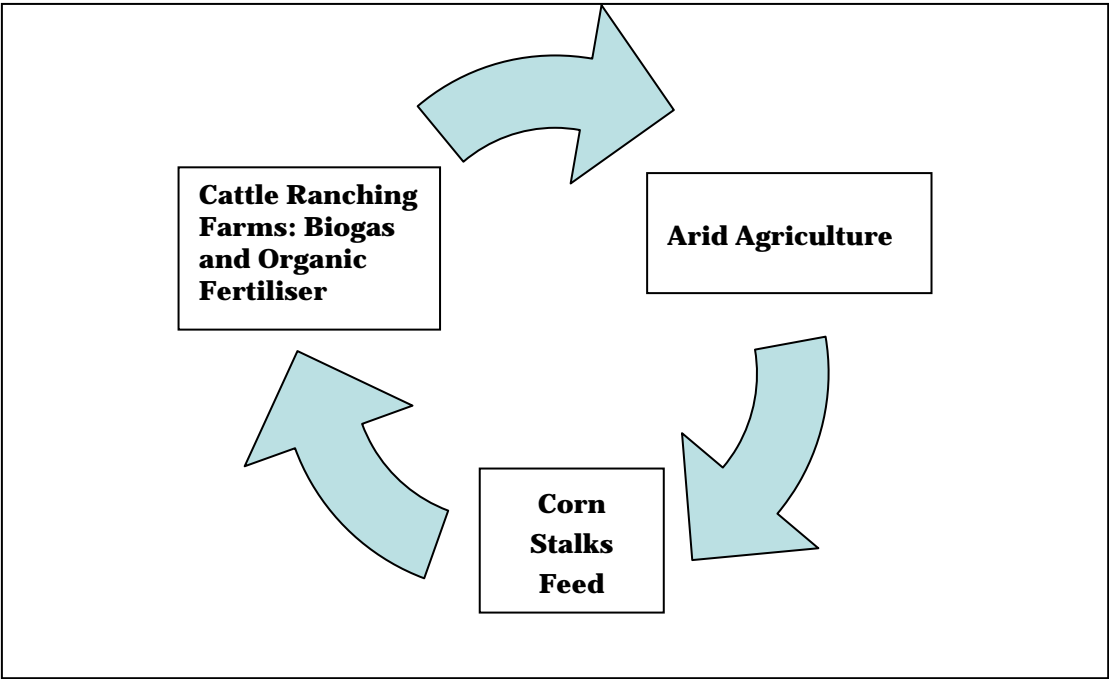 Cattle Ranching
Farms: Biogas
and Organic
Fertiliser
Arid Agriculture
Corn
Stalks
Feed